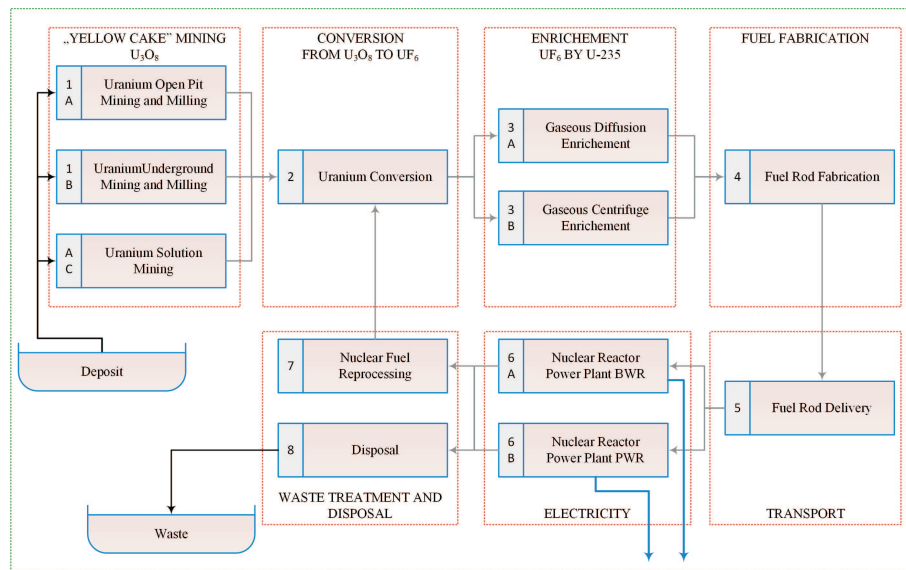 „YELLOW CAKE” MINING
U₃O₈
1
A
Uranium Open Pit
Mining and Milling
1
B
UraniumUnderground
Mining and Milling
A
C
Uranium Solution
Mining
Deposit
CONVERSION
FROM U₃O₈ TO UF₆
2
Uranium Conversion
ENRICHEMENT
UF₆ BY U-235
3
A
Gaseous Diffusion
Enrichement
3
B
Gaseous Centrifuge
Enrichement
FUEL FABRICATION
4
Fuel Rod Fabrication
7
Nuclear Fuel
Reprocessing
8
Disposal
WASTE TREATMENT AND
DISPOSAL
Waste
6
A
Nuclear Reactor
Power Plant BWR
6
B
Nuclear Reactor
Power Plant PWR
ELECTRICITY
5
Fuel Rod Delivery
TRANSPORT